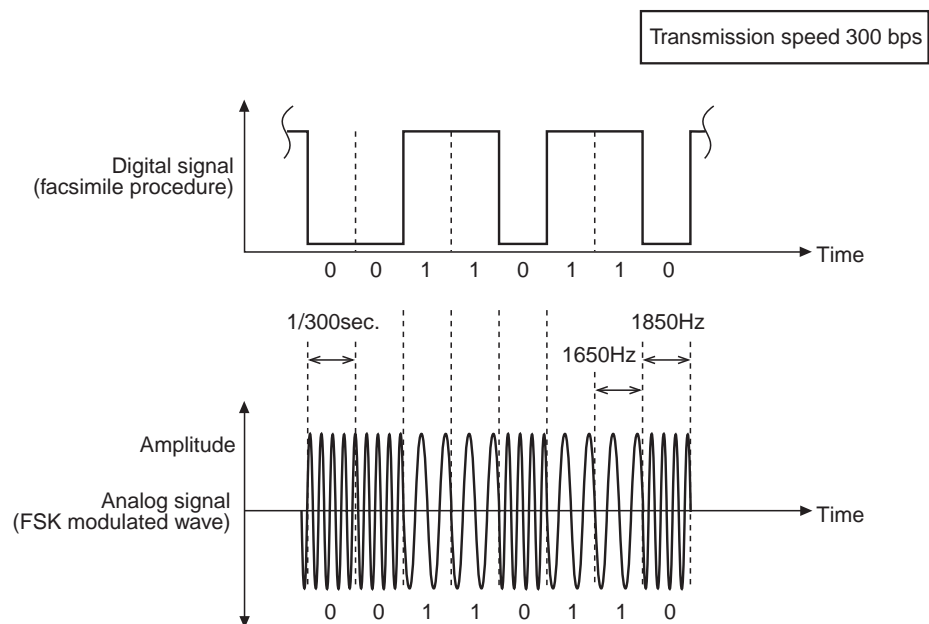 Transmission speed 300 bps
Digital signal
(facsimile procedure)
Time
0 0 1 1 0 1 1 0
1/300sec.
1850Hz
1650Hz
Amplitude
Analog signal
(FSK modulated wave)
Time
0 0 1 1 0 1 1 0